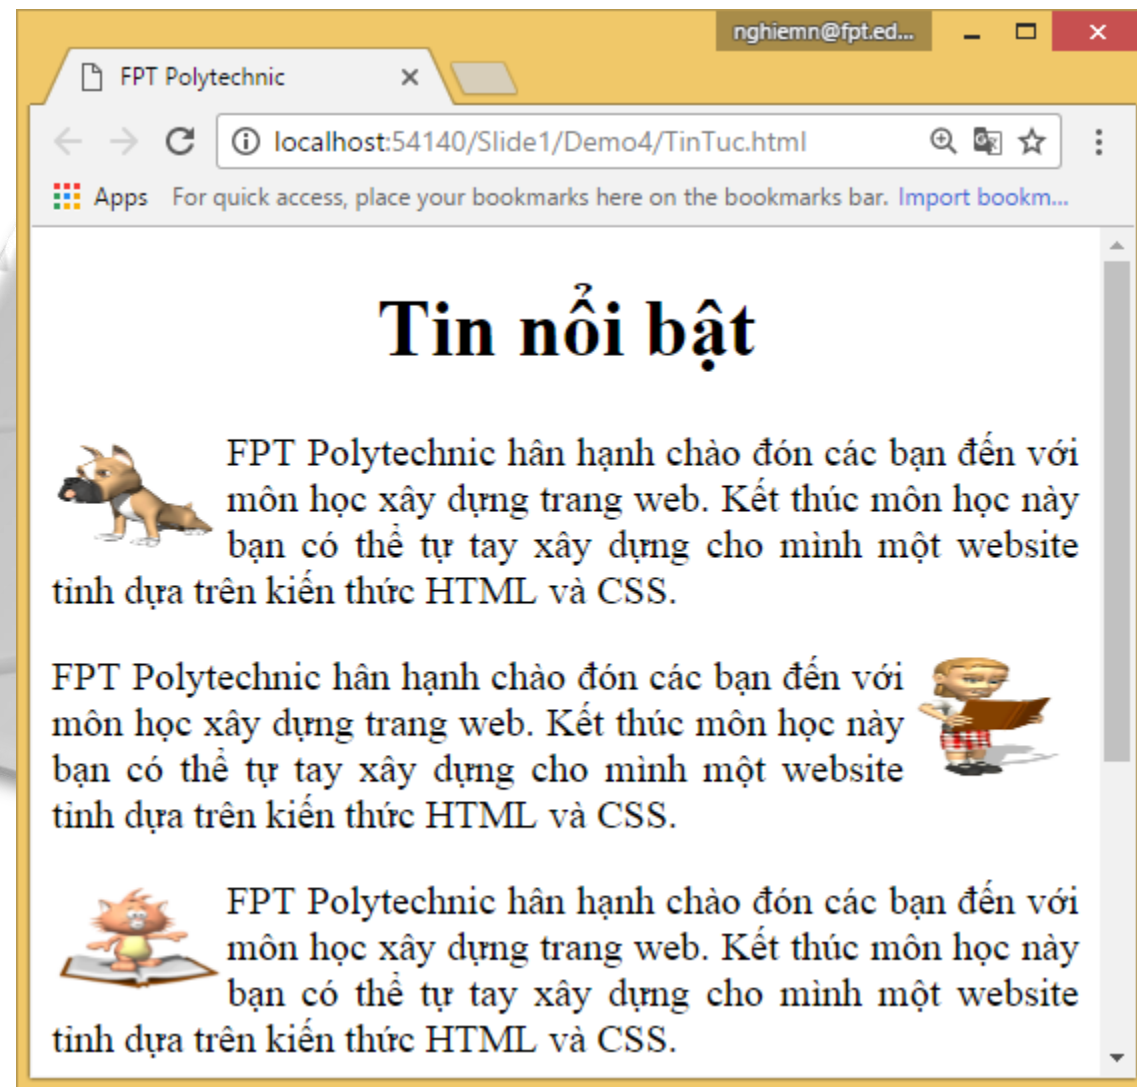 nghiemn@fpt.ed...
FPT Polytechnic
localhost:54140/Slide1/Demo4/TinTuc.html
Apps For quick access, place your bookmarks here on the bookmarks bar. Import bookm...
Tin nổi bật
FPT Polytechnic hân hạnh chào đón các bạn đến với
môn học xây dựng trang web. Kết thúc môn học này
bạn có thể tự tay xây dựng cho mình một website
tinh dựa trên kiến thức HTML và CSS.
FPT Polytechnic hân hạnh chào đón các bạn đến với
môn học xây dựng trang web. Kết thúc môn học này
bạn có thể tự tay xây dựng cho mình một website
tinh dựa trên kiến thức HTML và CSS.
FPT Polytechnic hân hạnh chào đón các bạn đến với
môn học xây dựng trang web. Kết thúc môn học này
bạn có thể tự tay xây dựng cho mình một website
tinh dựa trên kiến thức HTML và CSS.